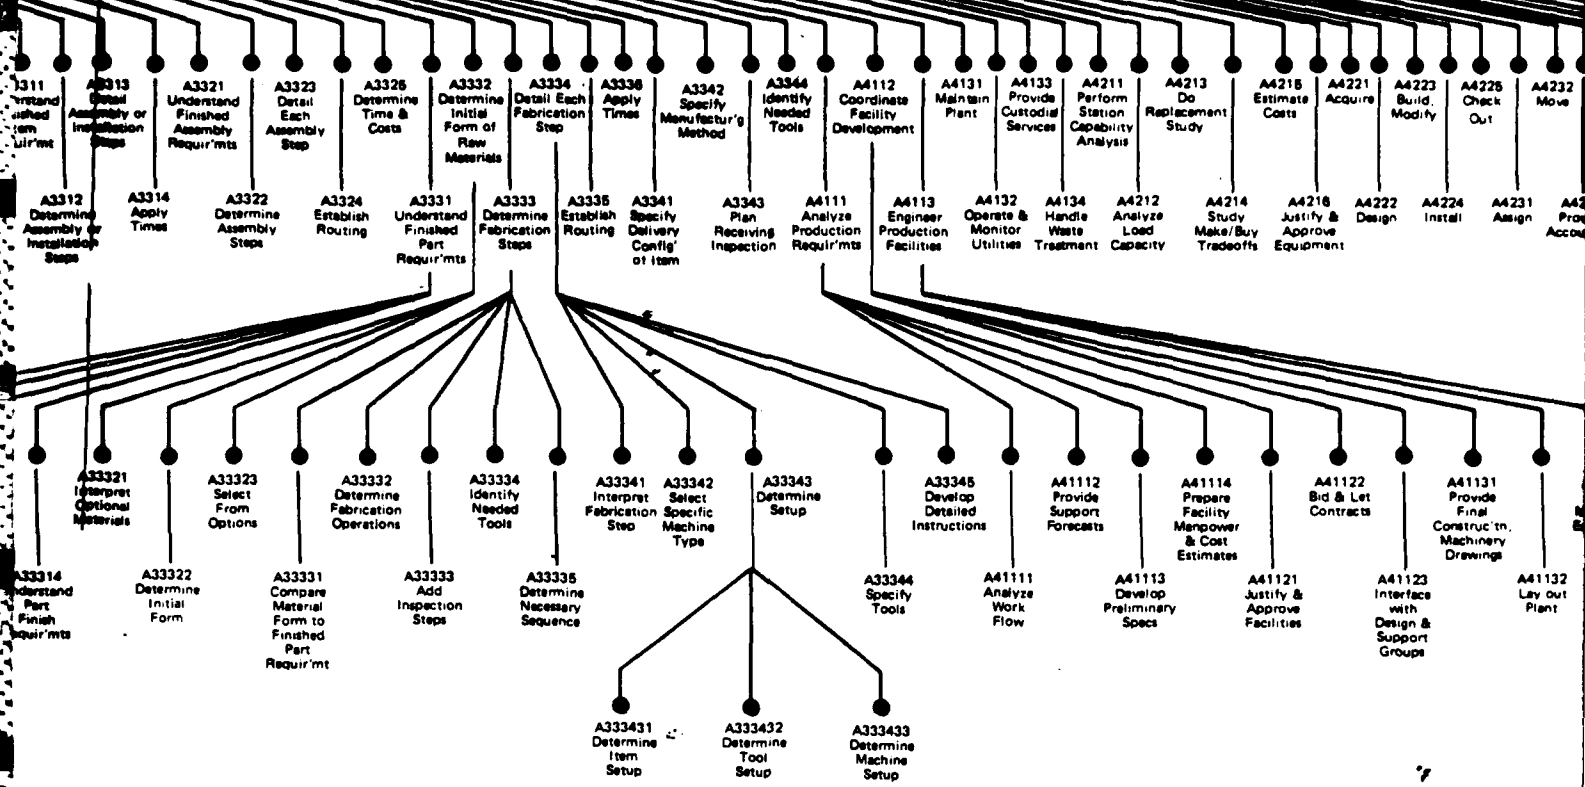 A3313
Detail
Assembly or
Installation
Steps
A3321
Understand
Finished
Assembly
Requir'mts
A3323
Detail
Each
Assembly
Step
A3325
Determine
Time &
Costs
A3332
Determine
Initial
Form of
Raw
Materials
A3334
Detail Each
Fabrication
Step
A3336
Apply
Times
A3342
Specify
Manufactur'g
Method
A3344
Identify
Needed
Tools
A4112
Coordinate
Facility
Development
A4131
Maintain
Plant
A4133
Provide
Custodial
Services
A4211
Perform
Station
Capability
Analysis
A4213
Do
Replacement
Study
A4215
Estimate
Costs
A4221
Acquire
A4223
Build,
Modify
A4225
Check
Out
A4232
Move
A3312
Determine
Assembly or
Installation
Steps
A3314
Apply
Times
A3322
Determine
Assembly
Steps
A3324
Establish
Routing
A3331
Understand
Finished
Part
Requir'mts
A3333
Determine
Fabrication
Steps
A3335
Establish
Routing
A3341
Specify
Delivery
Config'
of Item
A3343
Plan
Receiving
Inspection
A4111
Analyze
Production
Requir'mts
A4113
Engineer
Production
Facilities
A4132
Operate &
Monitor
Utilities
A4134
Handle
Waste
Treatment
A4212
Analyze
Load
Capacity
A4214
Study
Make/Buy
Tradeoffs
A4216
Justify &
Approve
Equipment
A4222
Design
A4224
Install
A4231
Assign
A33321
Interpret
Optional
Materials
A33323
Select
From
Options
A33332
Determine
Fabrication
Operations
A33334
Identify
Needed
Tools
A33341
Interpret
Fabrication
Step
A33342
Select
Specific
Machine
Type
A33343
Determine
Setup
A33345
Develop
Detailed
Instructions
A41112
Provide
Support
Forecasts
A41114
Prepare
Facility
Manpower
& Cost
Estimates
A41122
Bid & Let
Contracts
A41131
Provide
Final
Construc'tn,
Machinery
Drawings
A33314
Part
Finish
A33322
Determine
Initial
Form
A33331
Compare
Material
Form to
Finished
Part
Requir'mt
A33333
Add
Inspection
Steps
A33335
Determine
Necessary
Sequence
A33344
Specify
Tools
A41111
Analyze
Work
Flow
A41113
Develop
Preliminary
Specs
A41121
Justify &
Approve
Facilities
A41123
Interface
with
Design &
Support
Groups
A41132
Lay out
Plant
A333431
Determine
Item
Setup
A333432
Determine
Tool
Setup
A333433
Determine
Machine
Setup